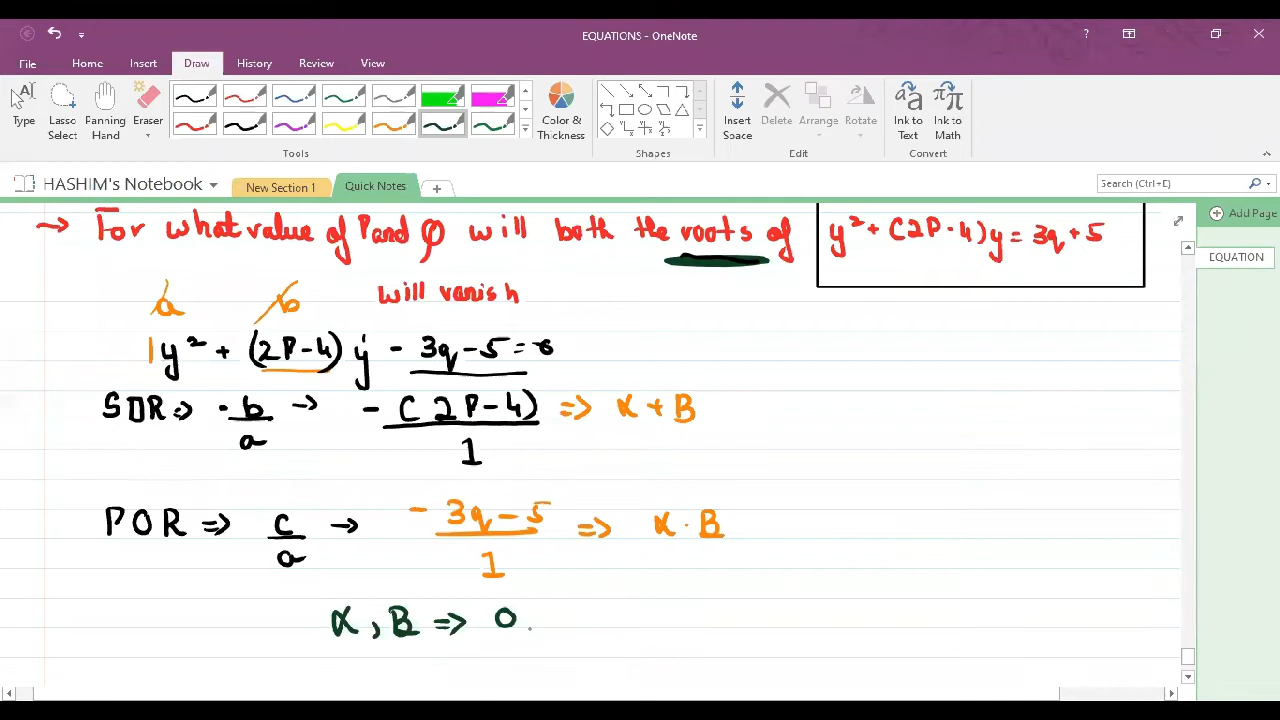 EQUATIONS - OneNote
?
File Home Insert Draw History Review View
Type
Lasso Select
Panning Hand
Eraser
Color & Thickness
Insert Space
Delete
Arrange
Rotate
Ink to Text
Ink to Math
Tools
Shapes
Edit
Convert
HASHIM's Notebook
New Section 1
Quick Notes
+
Search (Ctrl+E)
Add Page
EQUATION
→ For what value of P and φ will both the roots of y² + (2P-4)y = 3q + 5
will vanish
a b
1y² + (2P-4) y - 3q - 5 = 0
SOR ⇒ -b/a → -(2P-4)/1 ⇒ α + B
POR ⇒ c/a → -3q-5/1 ⇒ α · B
α , B ⇒ 0 .